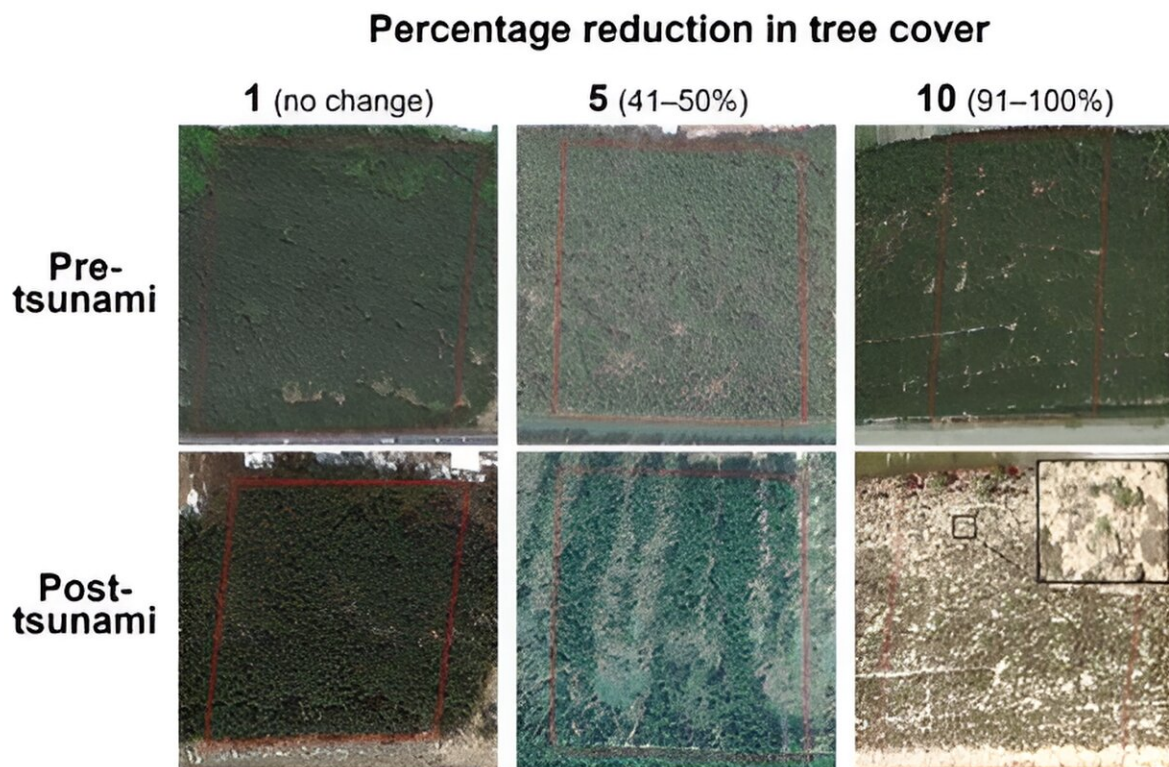 Percentage reduction in tree cover
1 (no change) 5 (41–50%) 10 (91–100%)
Pre-
tsunami
Post-
tsunami